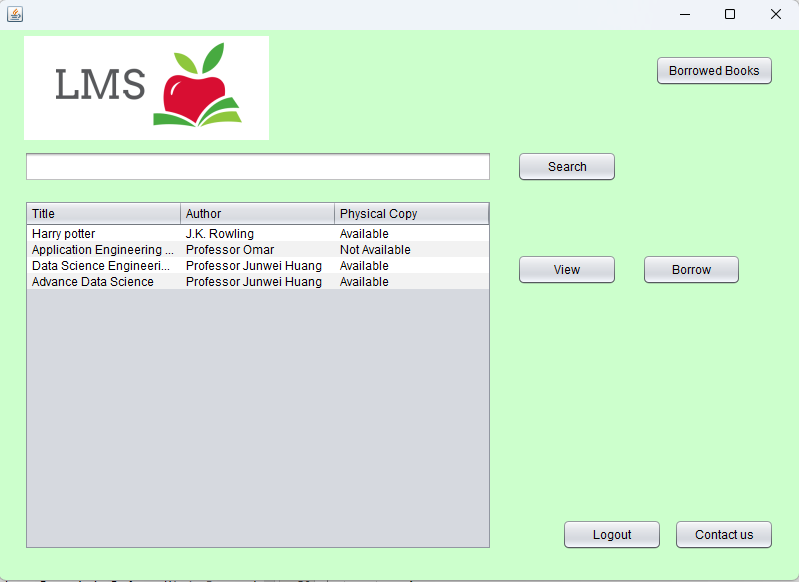 LMS
Borrowed Books
Search
Title Author Physical Copy
Harry potter J.K. Rowling Available
Application Engineering ... Professor Omar Not Available
Data Science Engineeri... Professor Junwei Huang Available
Advance Data Science Professor Junwei Huang Available
View Borrow
Logout Contact us